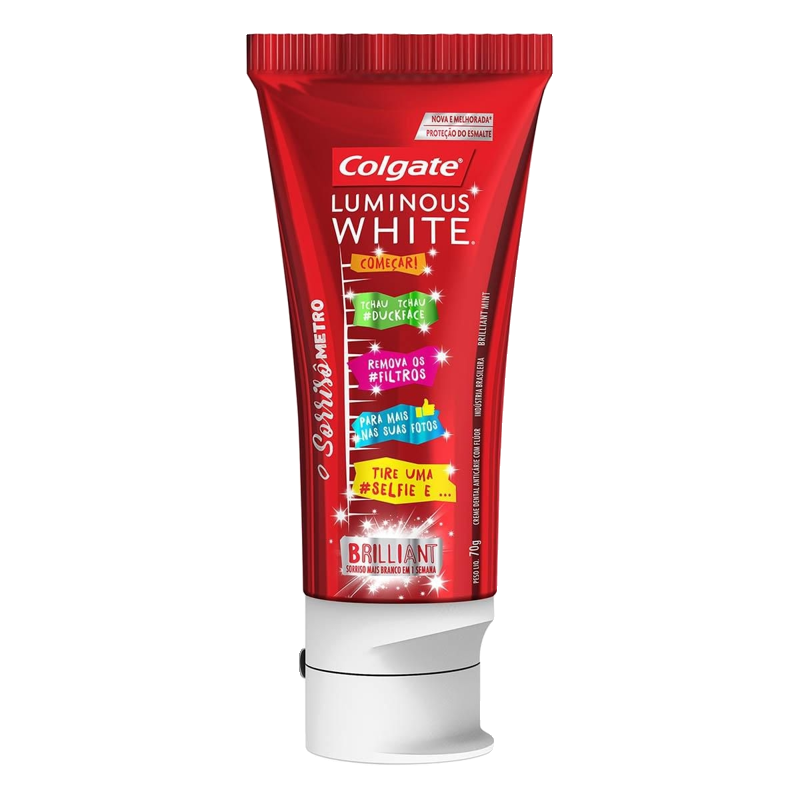 NOVA E MELHORADA*
PROTEÇÃO DO ESMALTE
Colgate®
LUMINOUS
WHITE®
COMEÇAR!
TCHAU TCHAU
#DUCKFACE
REMOVA OS
#FILTROS
PARA MAIS
NAS SUAS FOTOS
TIRE UMA
#SELFIE E ...
BRILLIANT
SORRISO MAIS BRANCO EM 1 SEMANA
O SorrisôMETRO
PESO LIQ. 70g CREME DENTAL ANTICÁRIE COM FLÚOR INDÚSTRIA BRASILEIRA BRILLIANT MINT